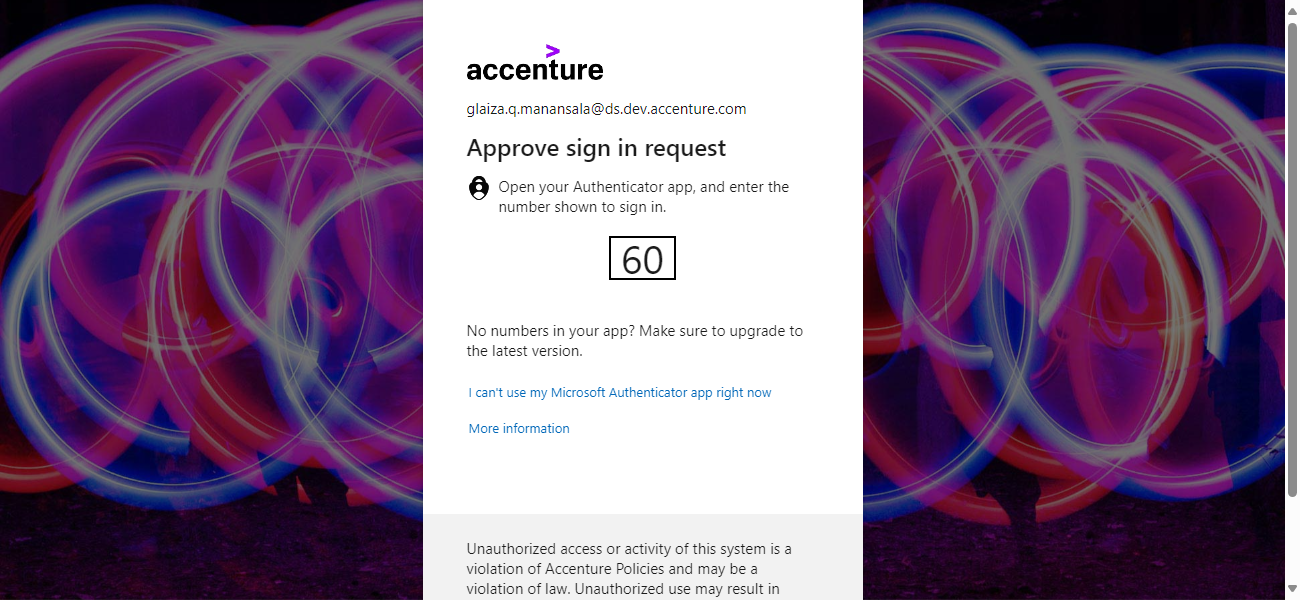 accenture
glaiza.q.manansala@ds.dev.accenture.com
Approve sign in request
Open your Authenticator app, and enter the
number shown to sign in.
60
No numbers in your app? Make sure to upgrade to
the latest version.
I can't use my Microsoft Authenticator app right now
More information
Unauthorized access or activity of this system is a
violation of Accenture Policies and may be a
violation of law. Unauthorized use may result in